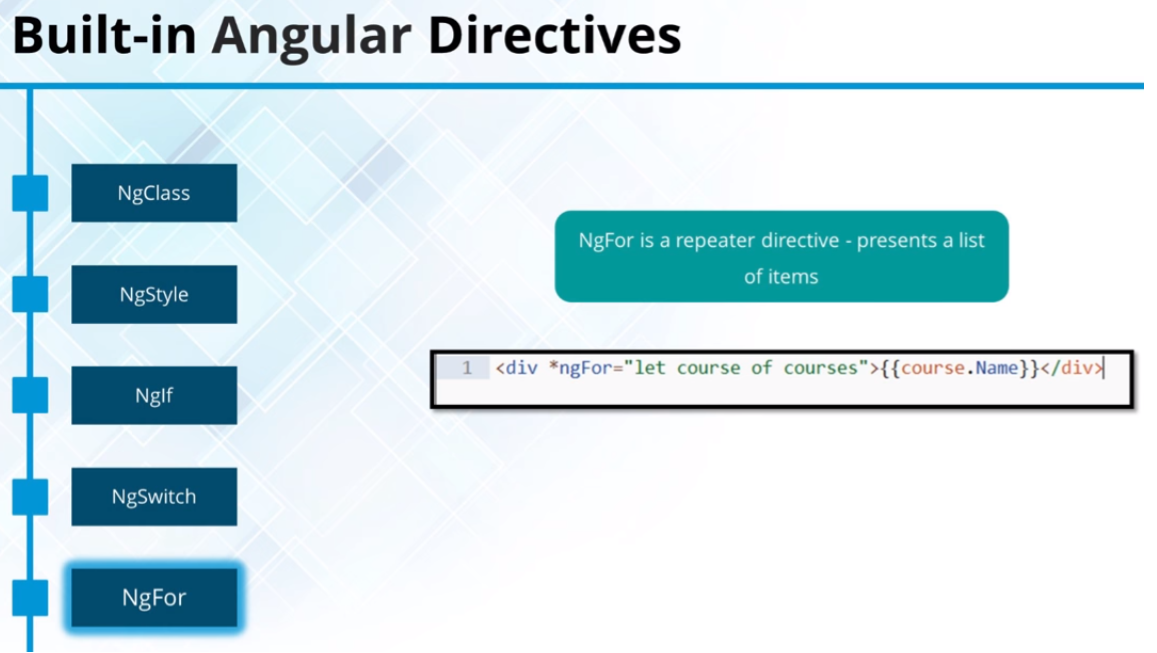 Built-in Angular Directives
NgClass
NgStyle
NgIf
NgSwitch
NgFor
NgFor is a repeater directive - presents a list
of items
1 <div *ngFor="let course of courses">{{course.Name}}</div>